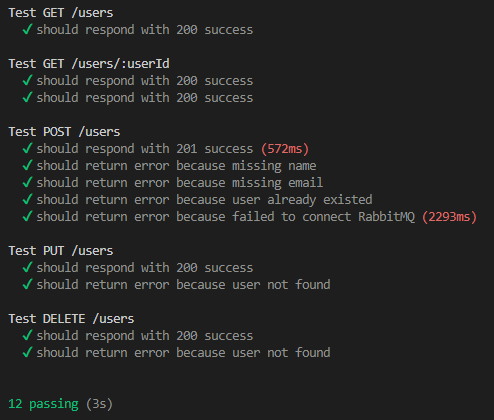 Test GET /users
✓ should respond with 200 success
Test GET /users/:userId
✓ should respond with 200 success
✓ should respond with 200 success
Test POST /users
✓ should respond with 201 success (572ms)
✓ should return error because missing name
✓ should return error because missing email
✓ should return error because user already existed
✓ should return error because failed to connect RabbitMQ (2293ms)
Test PUT /users
✓ should respond with 200 success
✓ should return error because user not found
Test DELETE /users
✓ should respond with 200 success
✓ should return error because user not found
12 passing (3s)